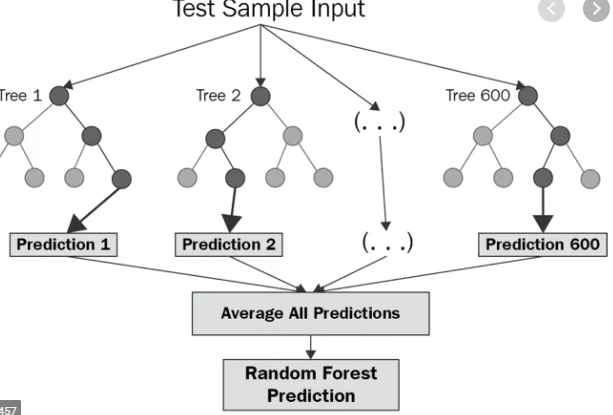 Test Sample Input
Tree 1
Tree 2
(. . .)
Tree 600
Prediction 1
Prediction 2
(. . .)
Prediction 600
Average All Predictions
Random Forest
Prediction
457